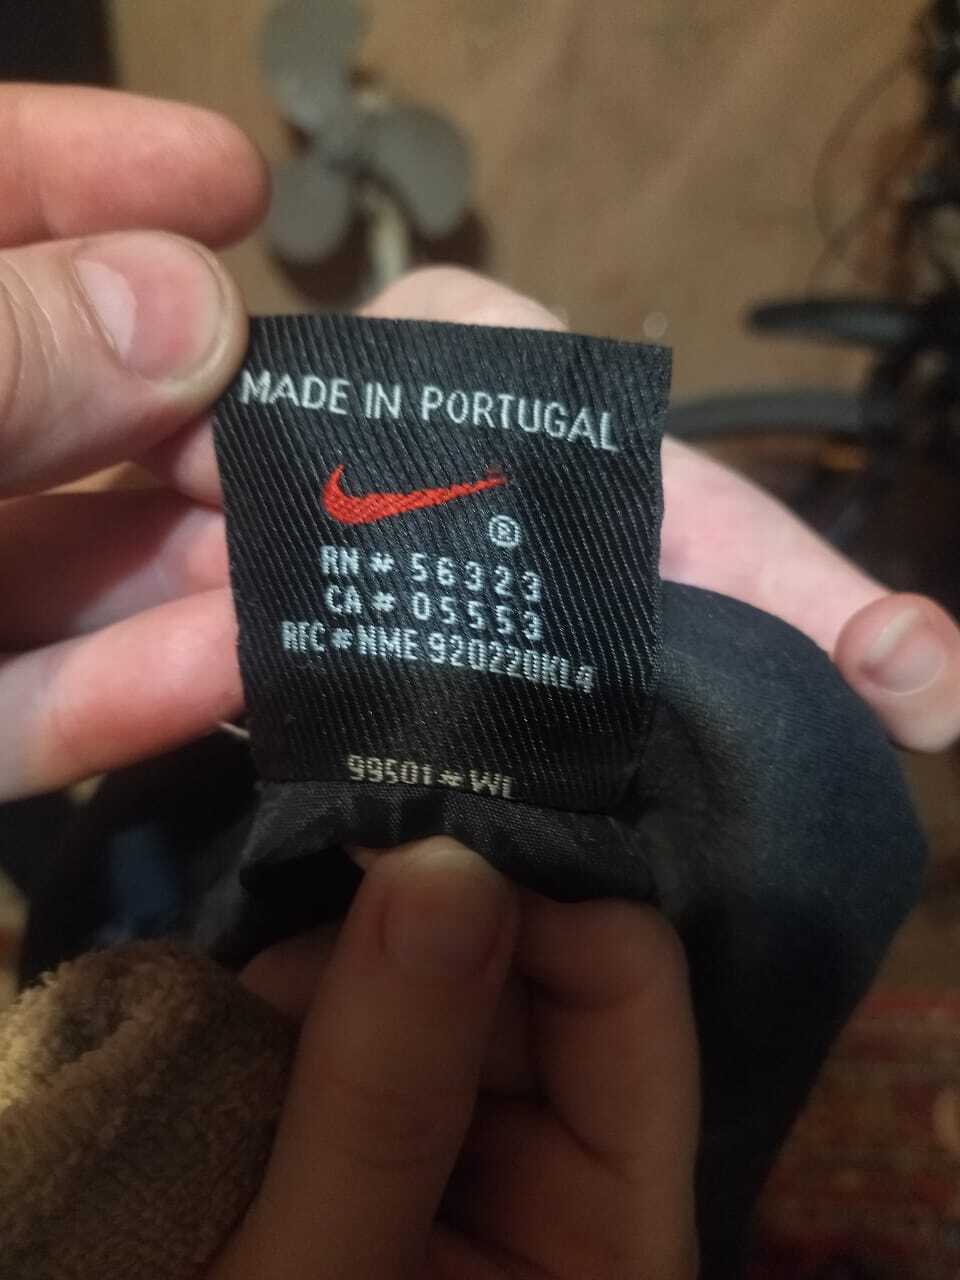 MADE IN PORTUGAL
®
RN # 56323
CA # 05553
RFC # NME 920220KL4
99501 # WL